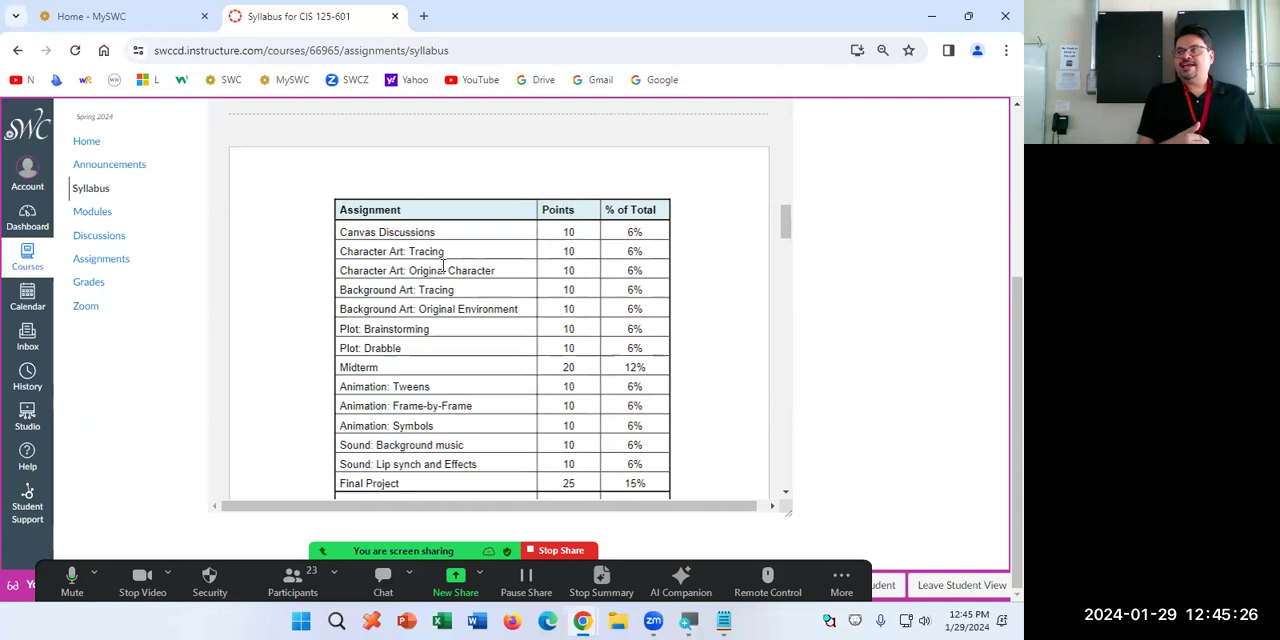 Home - MySWC
Syllabus for CIS 125-601
swccd.instructure.com/courses/66965/assignments/syllabus
N
L
SWC
MySWC
SWCZ
Yahoo
YouTube
Drive
Gmail
Google
SWC
Account
Dashboard
Courses
Calendar
Inbox
History
Studio
Help
Student
Support
Spring 2024
Home
Announcements
Syllabus
Modules
Discussions
Assignments
Grades
Zoom
Assignment Points % of Total
Canvas Discussions 10 6%
Character Art: Tracing 10 6%
Character Art: Original Character 10 6%
Background Art: Tracing 10 6%
Background Art: Original Environment 10 6%
Plot: Brainstorming 10 6%
Plot: Drabble 10 6%
Midterm 20 12%
Animation: Tweens 10 6%
Animation: Frame-by-Frame 10 6%
Animation: Symbols 10 6%
Sound: Background music 10 6%
Sound: Lip synch and Effects 10 6%
Final Project 25 15%
You are screen sharing
Stop Share
Leave Student View
Mute
Stop Video
Security
Participants 23
Chat
New Share
Pause Share
Stop Summary
AI Companion
Remote Control
More
12:45 PM
1/29/2024
2024-01-29 12:45:26